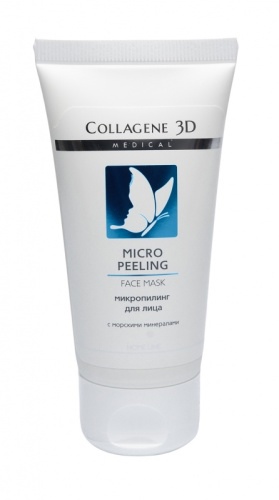 COLLAGENE 3D
MEDICAL
MICRO
PEELING
FACE MASK
микропилинг
для лица
с морскими минералами